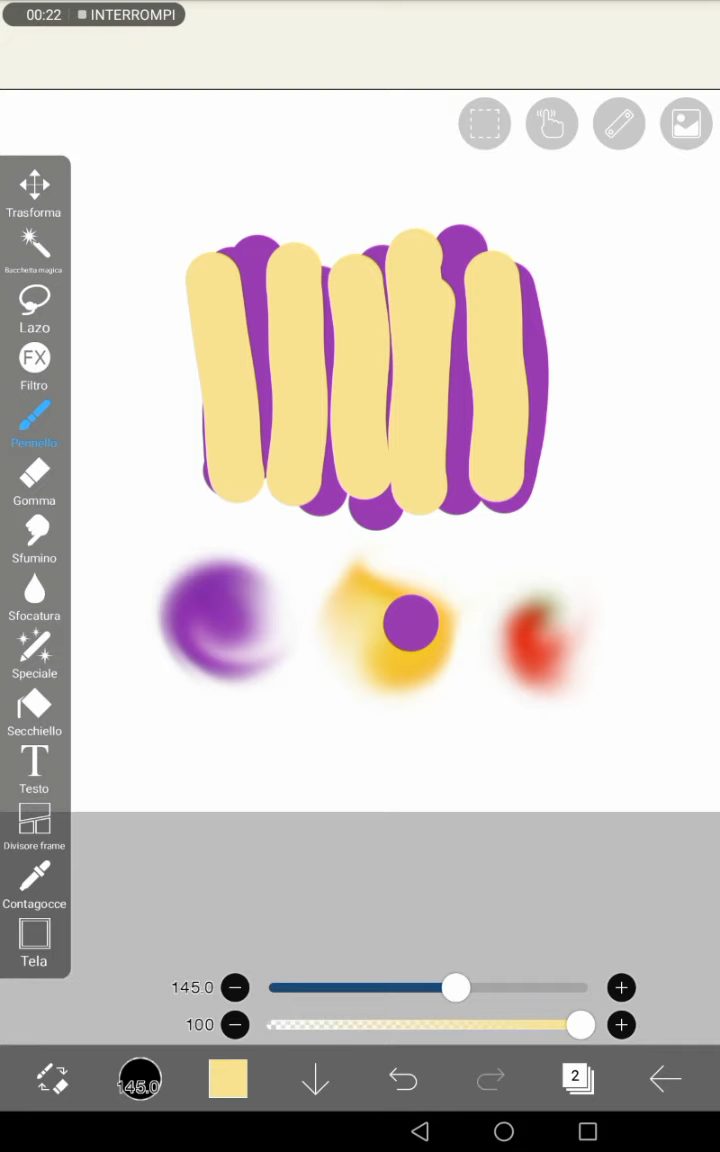 00:22 INTERROMPI
Trasforma
Bacchetta magica
Lazo
FX
Filtro
Pennello
Gomma
Sfumino
Sfocatura
Speciale
Secchiello
T
Testo
Divisore frame
Contagocce
Tela
145.0
100
145.0
2